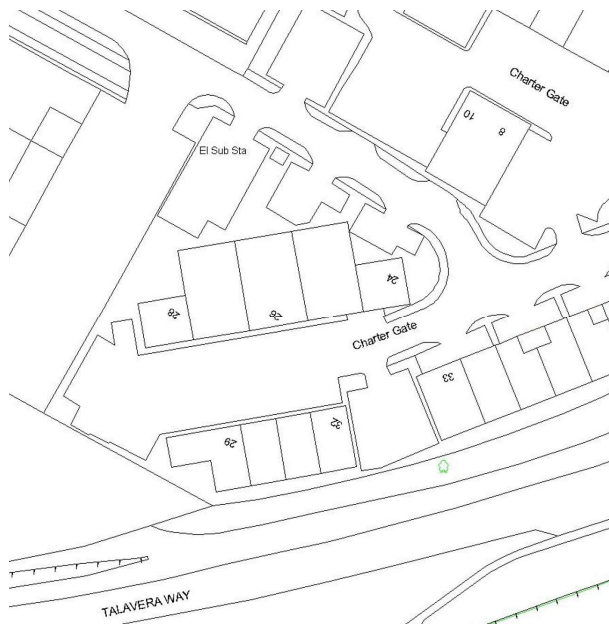 Charter Gate
10
8
El Sub Sta
24
28
26
Charter Gate
33
32
29
TALAVERA WAY